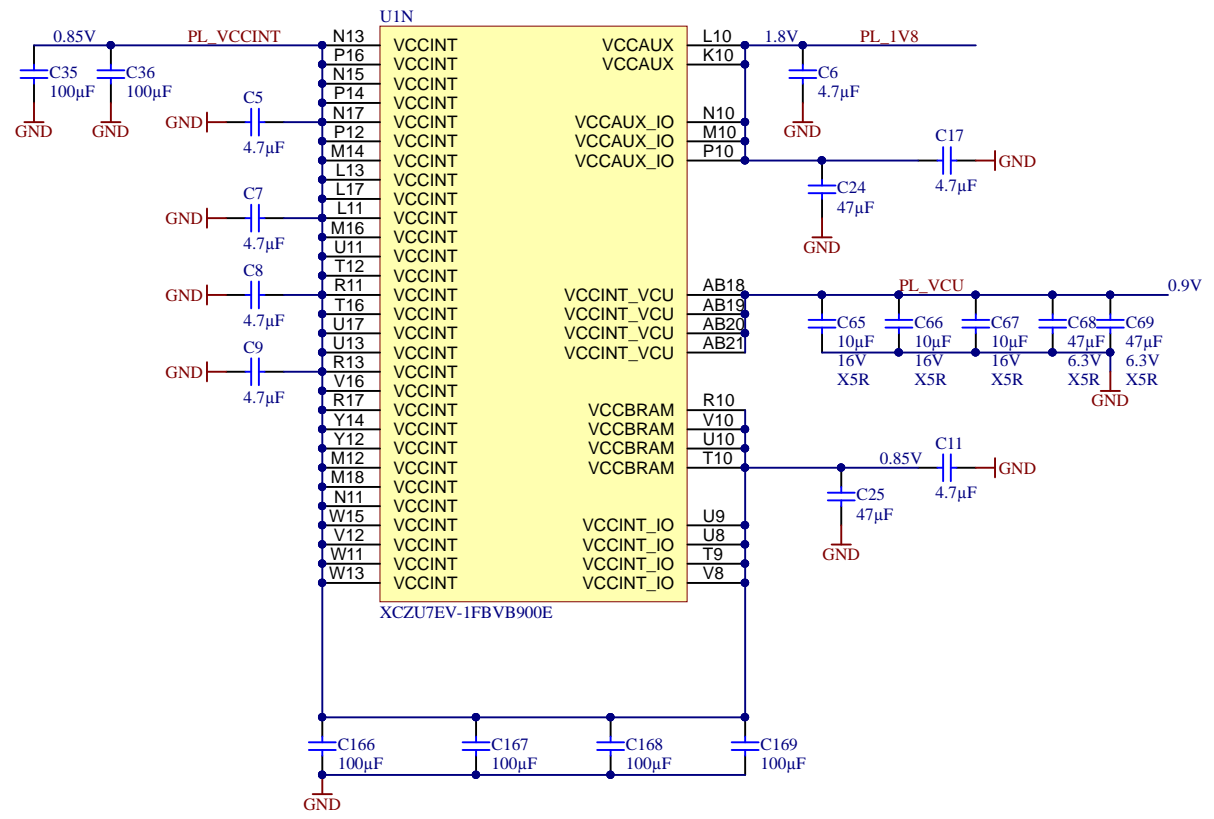 U1N
0.85V PL_VCCINT N13 VCCINT VCCAUX L10 1.8V PL_1V8
P16 VCCINT VCCAUX K10
C35 C36 N15 VCCINT C6
100µF 100µF P14 VCCINT 4.7µF
C5
GND GND GND N17 VCCINT VCCAUX_IO N10 GND
4.7µF P12 VCCINT VCCAUX_IO M10 C17
M14 VCCINT VCCAUX_IO P10 GND
L13 VCCINT C24 4.7µF
C7 L17 VCCINT 47µF
GND L11 VCCINT
4.7µF M16 VCCINT GND
U11 VCCINT
C8 T12 VCCINT
GND R11 VCCINT VCCINT_VCU AB18 PL_VCU 0.9V
4.7µF T16 VCCINT VCCINT_VCU AB19
U17 VCCINT VCCINT_VCU AB20 C65 C66 C67 C68 C69
C9 U13 VCCINT VCCINT_VCU AB21 10µF 10µF 10µF 47µF 47µF
GND R13 VCCINT 16V 16V 16V 6.3V 6.3V
4.7µF V16 VCCINT X5R X5R X5R X5R X5R
GND
R17 VCCINT VCCBRAM R10
Y14 VCCINT VCCBRAM V10
Y12 VCCINT VCCBRAM U10 C11
M12 VCCINT VCCBRAM T10 0.85V GND
M18 VCCINT C25 4.7µF
N11 VCCINT 47µF
W15 VCCINT VCCINT_IO U9
V12 VCCINT VCCINT_IO U8 GND
W11 VCCINT VCCINT_IO T9
W13 VCCINT VCCINT_IO V8
XCZU7EV-1FBVB900E
C166 C167 C168 C169
100µF 100µF 100µF 100µF
GND